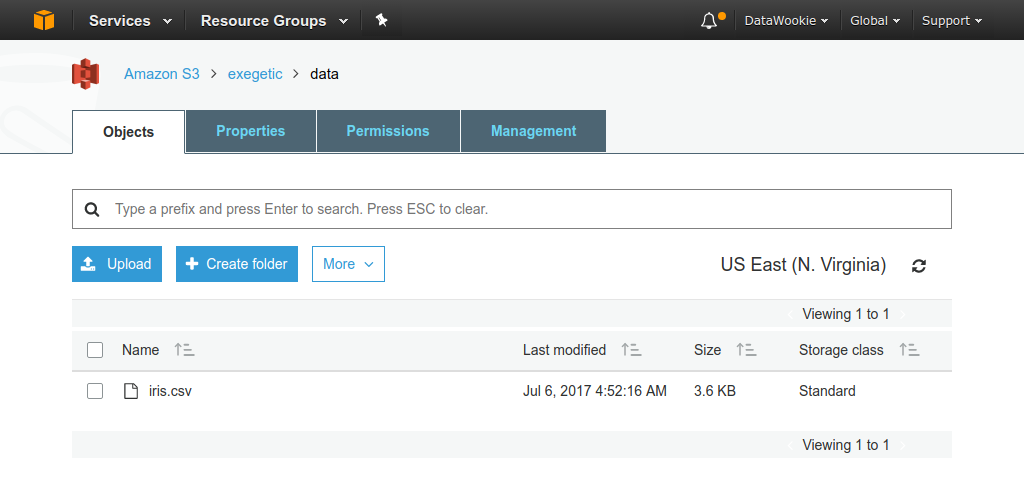 Services Resource Groups DataWookie Global Support
Amazon S3 > exegetic > data
Objects Properties Permissions Management
Type a prefix and press Enter to search. Press ESC to clear.
Upload Create folder More US East (N. Virginia)
Viewing 1 to 1
Name Last modified Size Storage class
iris.csv Jul 6, 2017 4:52:16 AM 3.6 KB Standard
Viewing 1 to 1